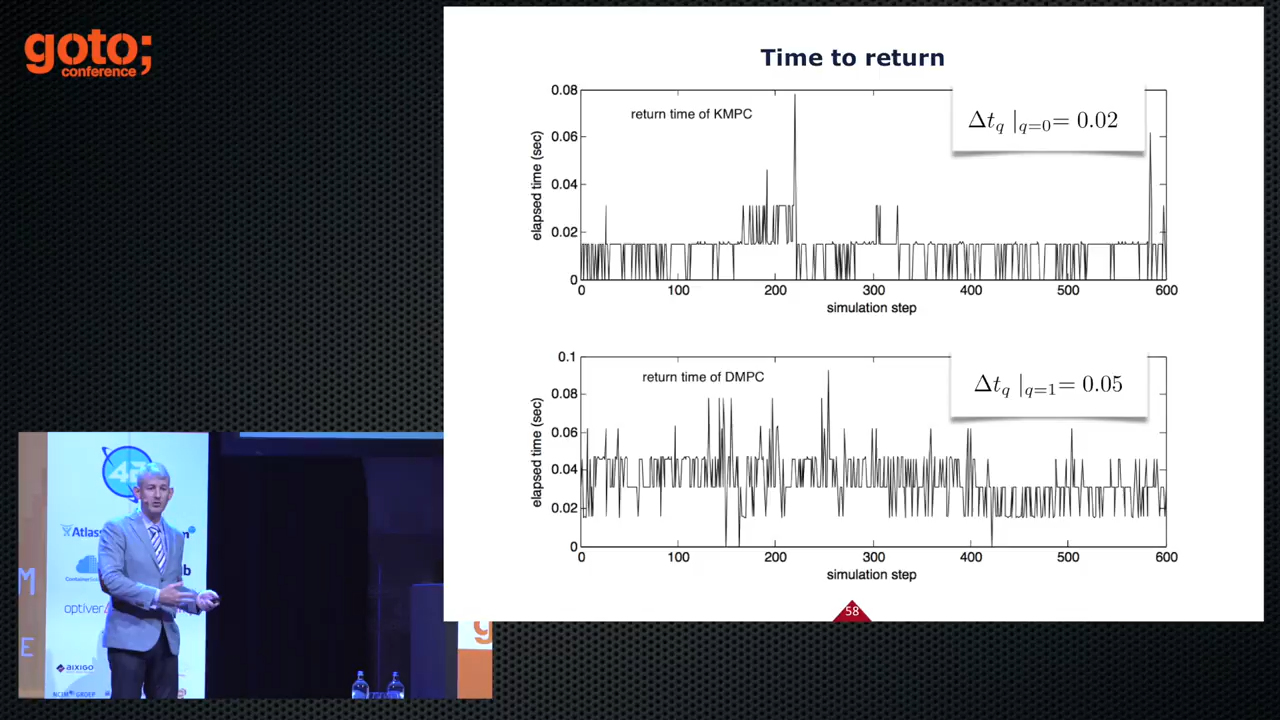 goto;
conference
Time to return
0.08
0.06
0.04
0.02
0
elapsed time (sec)
return time of KMPC
Δt_q |_{q=0}= 0.02
0 100 200 300 400 500 600
simulation step
0.1
0.08
0.06
0.04
0.02
0
elapsed time (sec)
return time of DMPC
Δt_q |_{q=1}= 0.05
0 100 200 300 400 500 600
simulation step
58
42
Atlass
optiver
aixigo
M
E
g